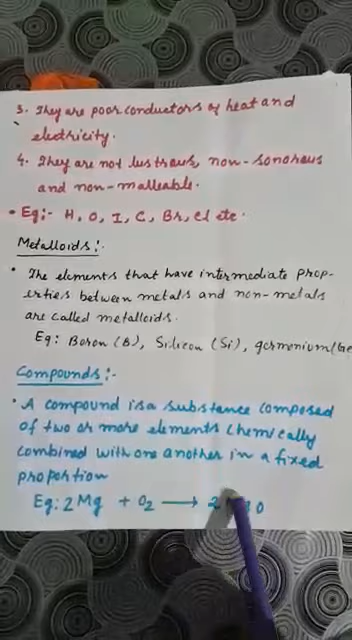 3. They are poor conductors of heat and
electricity.
4. They are not lustrous, non-sonorous
and non-malleable.
• Eg:- H, O, I, C, Br, Cl etc.
Metalloids:-
• The elements that have intermediate prop-
erties between metals and non-metals
are called metalloids.
Eg: Boron (B), Silicon (Si), germenium (Ge
Compounds:-
• A compound is a substance composed
of two or more elements chemically
combined with one another in a fixed
proportion
Eg: 2Mg + O2 → 2 O